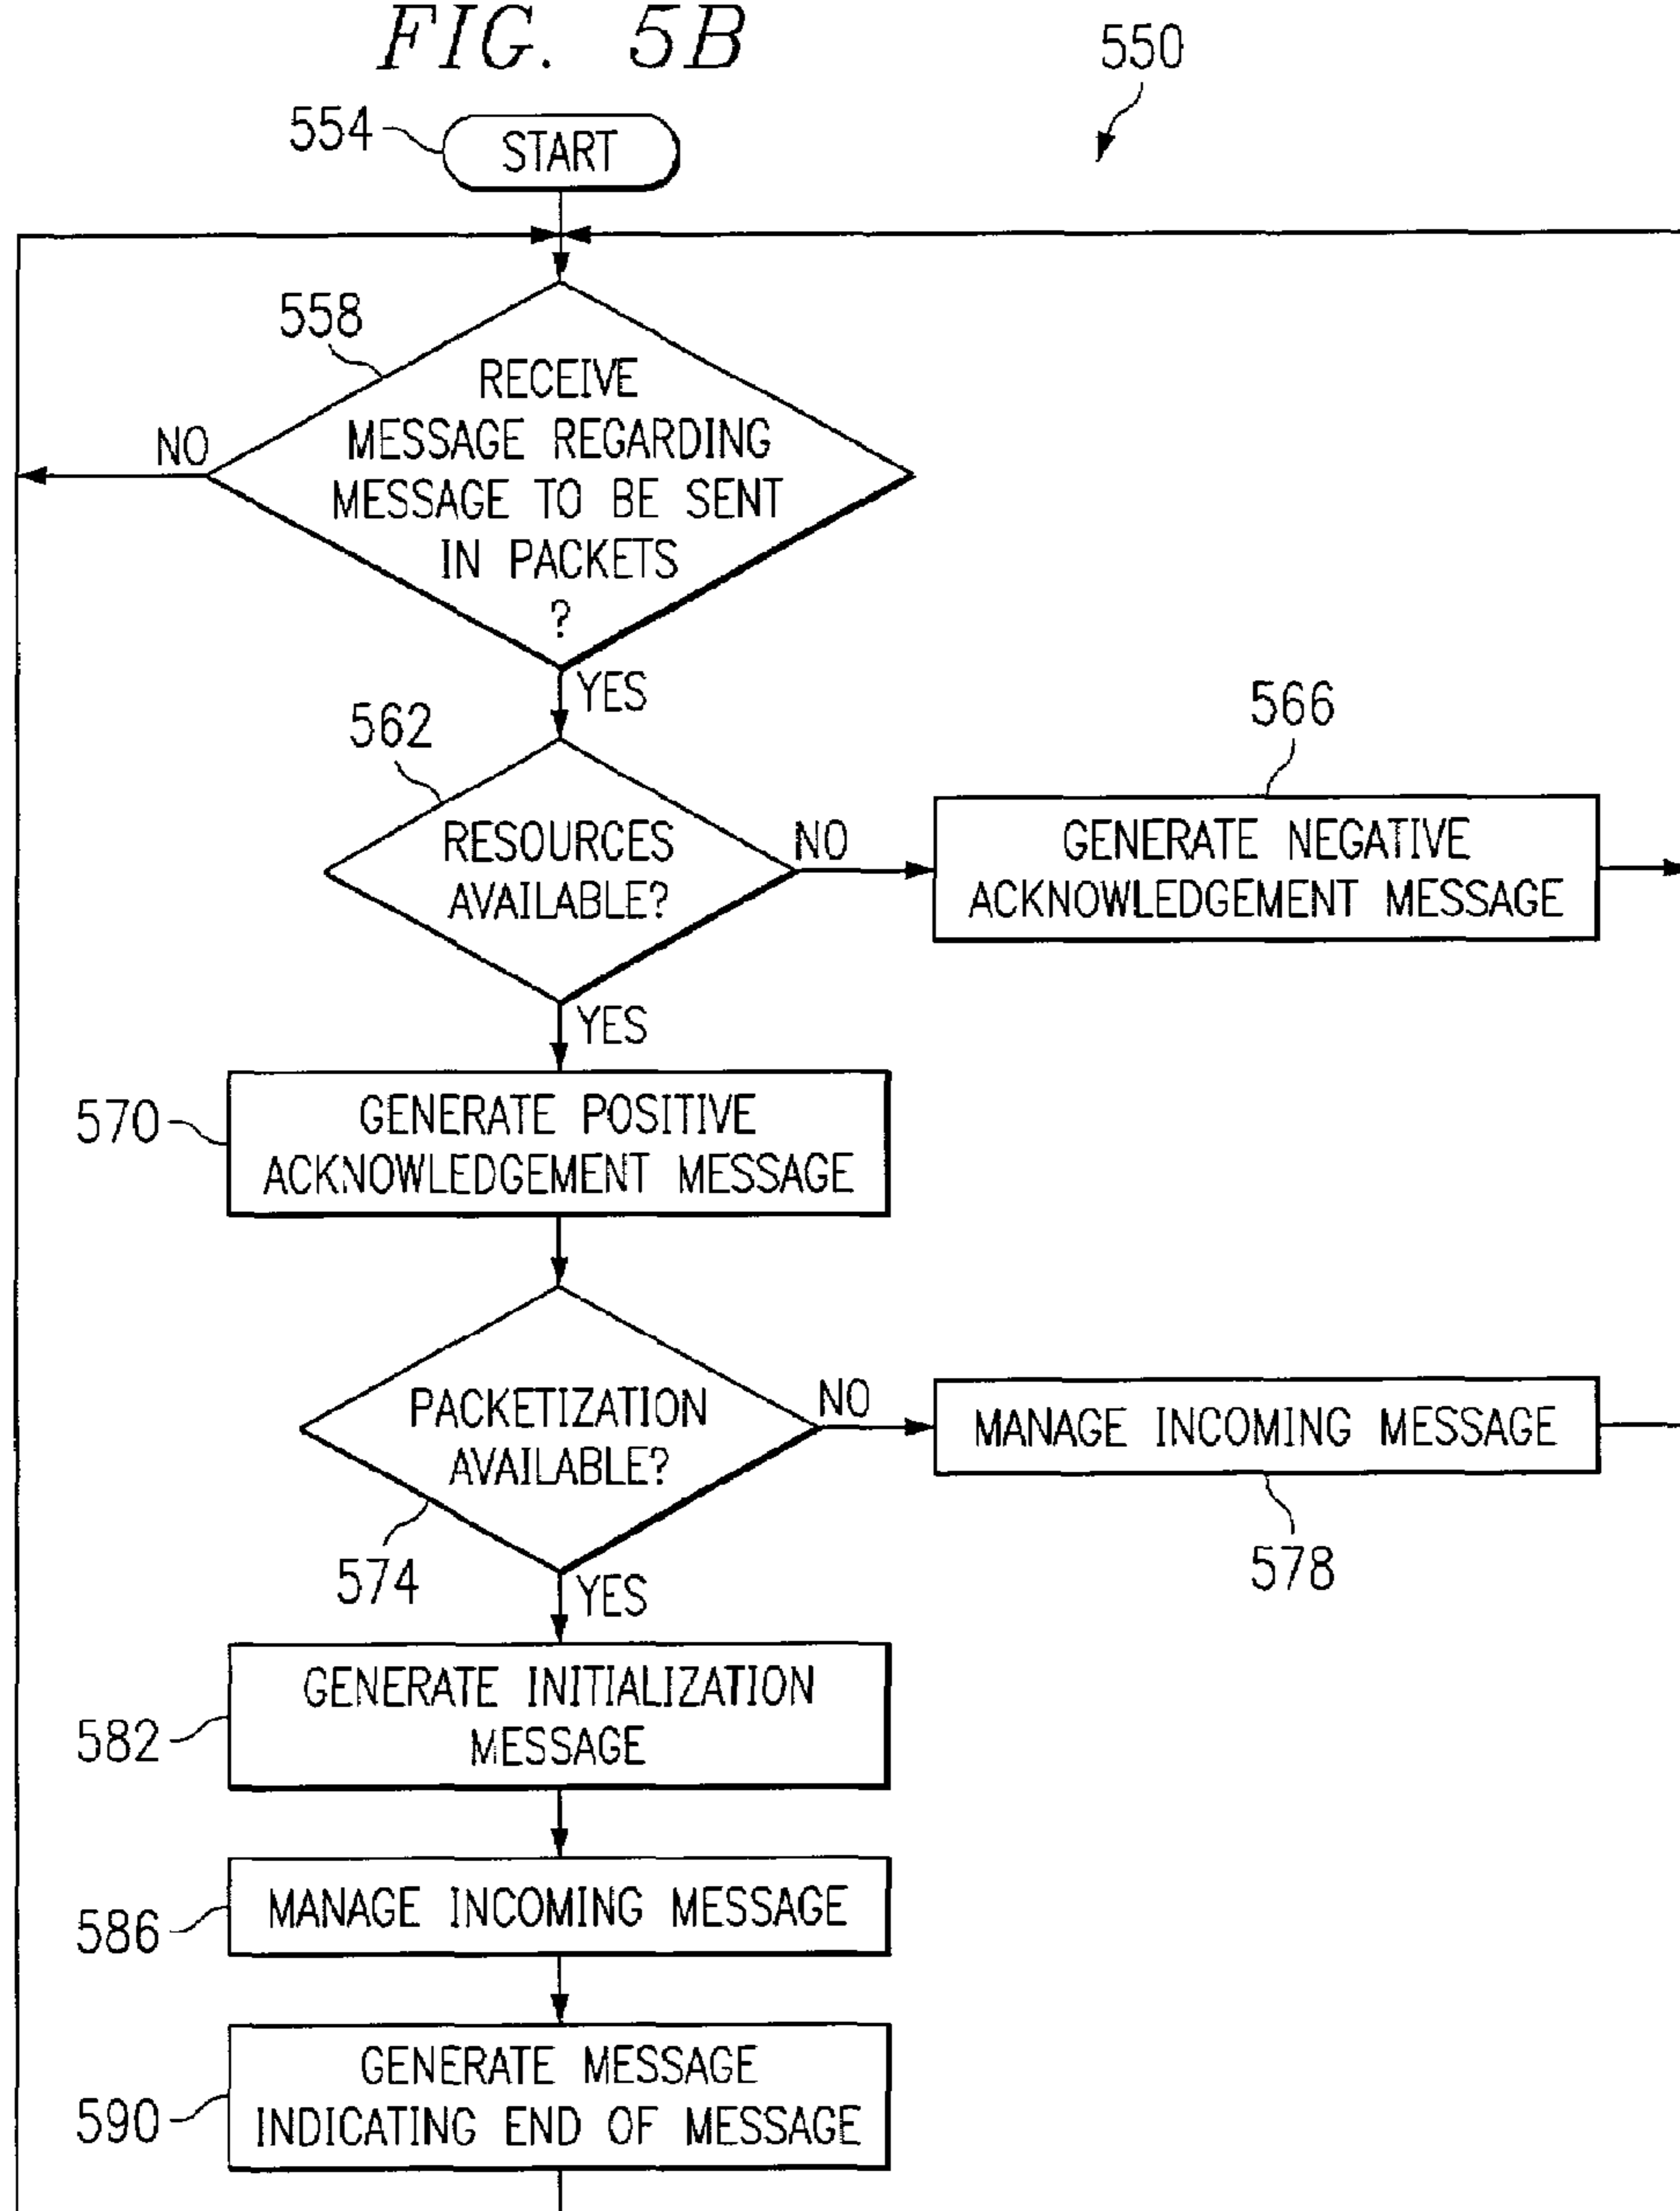 FIG. 5B
550
554
START
558
RECEIVE
MESSAGE REGARDING
MESSAGE TO BE SENT
IN PACKETS
?
NO
YES
562
RESOURCES
AVAILABLE?
NO
566
GENERATE NEGATIVE
ACKNOWLEDGEMENT MESSAGE
YES
570
GENERATE POSITIVE
ACKNOWLEDGEMENT MESSAGE
PACKETIZATION
AVAILABLE?
NO
MANAGE INCOMING MESSAGE
578
574
YES
GENERATE INITIALIZATION
MESSAGE
582
MANAGE INCOMING MESSAGE
586
GENERATE MESSAGE
INDICATING END OF MESSAGE
590